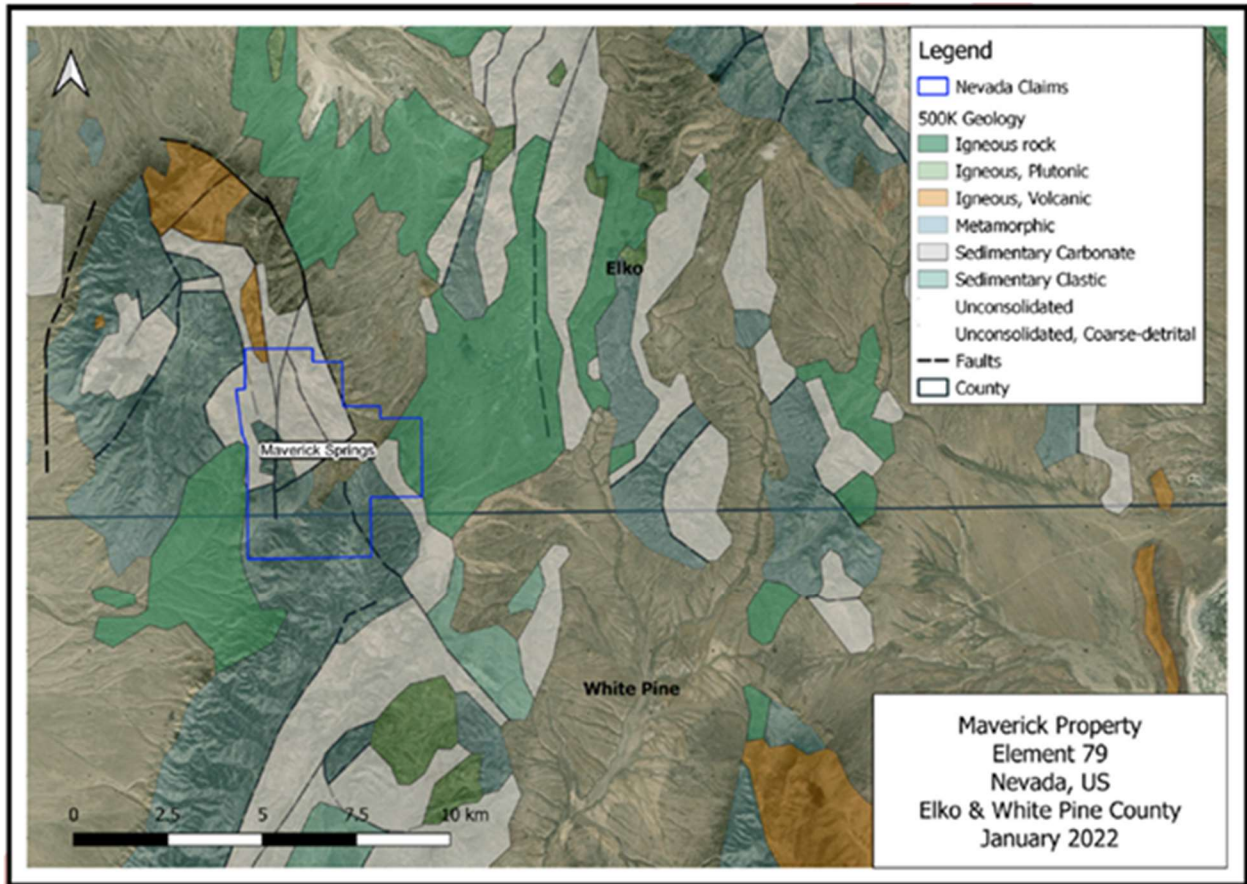 Legend
Nevada Claims
500K Geology
Igneous rock
Igneous, Plutonic
Igneous, Volcanic
Metamorphic
Sedimentary Carbonate
Sedimentary Clastic
Unconsolidated
Unconsolidated, Coarse-detrital
Faults
County
Elko
Maverick Springs
White Pine
0 2.5 5 7.5 10 km
Maverick Property
Element 79
Nevada, US
Elko & White Pine County
January 2022